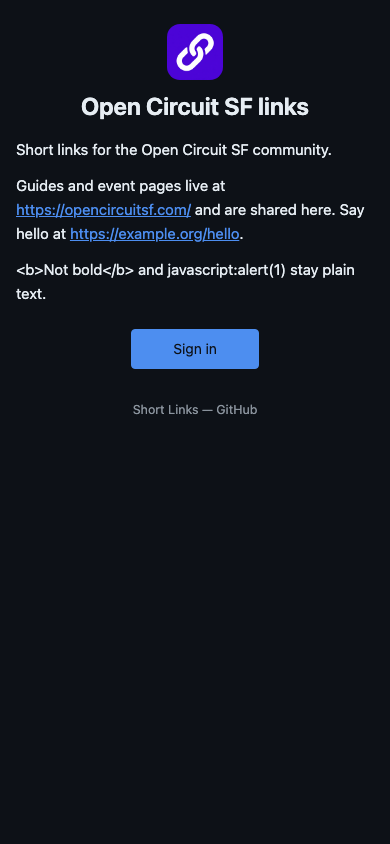 Open Circuit SF links
Short links for the Open Circuit SF community.
Guides and event pages live at
https://opencircuitsf.com/ and are shared here. Say
hello at https://example.org/hello.
<b>Not bold</b> and javascript:alert(1) stay plain
text.
Sign in
Short Links — GitHub